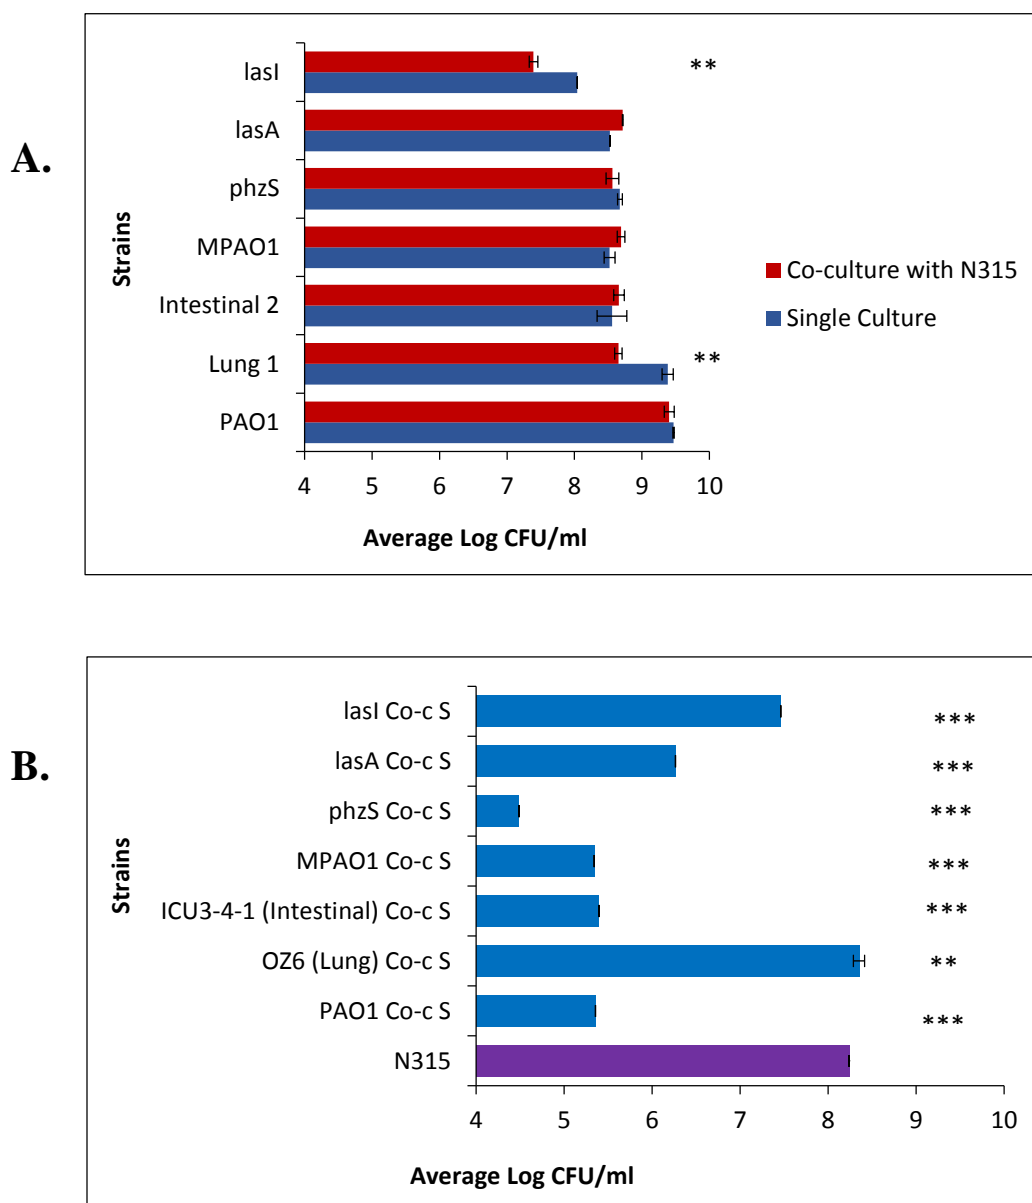 A.
Strains
lasI
**
lasA
phzS
MPAO1
Intestinal 2
Lung 1
**
PAO1
4 5 6 7 8 9 10
Average Log CFU/ml
Co-culture with N315
Single Culture
B.
Strains
lasI Co-c S
***
lasA Co-c S
***
phzS Co-c S
***
MPAO1 Co-c S
***
ICU3-4-1 (Intestinal) Co-c S
***
OZ6 (Lung) Co-c S
**
PAO1 Co-c S
***
N315
4 5 6 7 8 9 10
Average Log CFU/ml